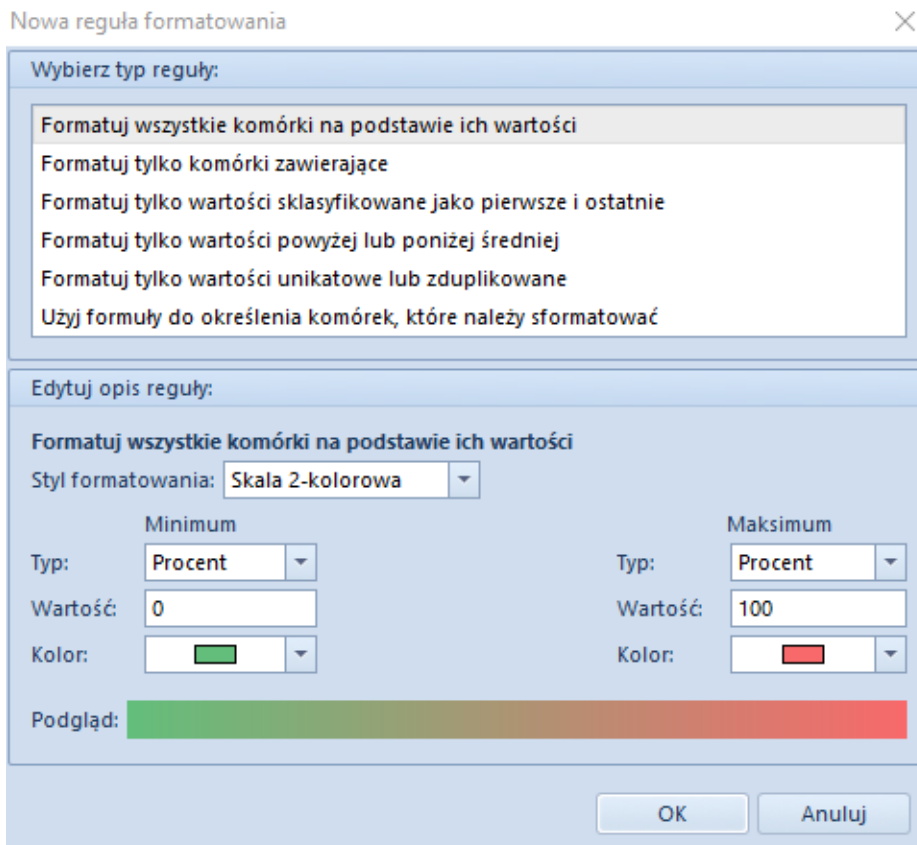 Nowa reguła formatowania
Wybierz typ reguły:
Formatuj wszystkie komórki na podstawie ich wartości
Formatuj tylko komórki zawierające
Formatuj tylko wartości sklasyfikowane jako pierwsze i ostatnie
Formatuj tylko wartości powyżej lub poniżej średniej
Formatuj tylko wartości unikatowe lub zduplikowane
Użyj formuły do określenia komórek, które należy sformatować
Edytuj opis reguły:
Formatuj wszystkie komórki na podstawie ich wartości
Styl formatowania: Skala 2-kolorowa
Minimum Maksimum
Typ: Procent Typ: Procent
Wartość: 0 Wartość: 100
Kolor: Kolor:
Podgląd:
OK Anuluj